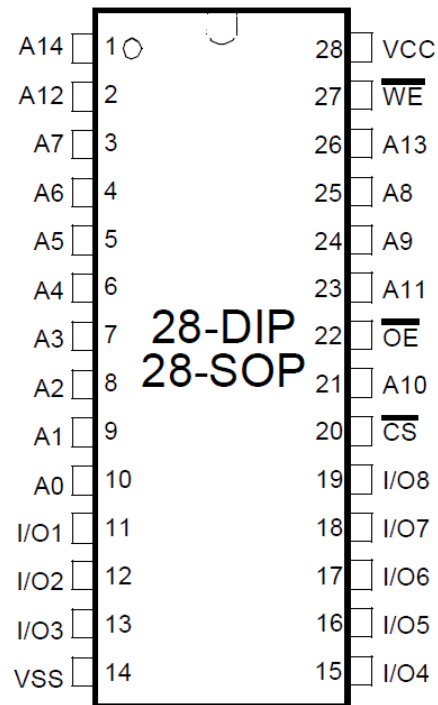 A14 1 28 VCC
A12 2 27 W̅E̅
A7 3 26 A13
A6 4 25 A8
A5 5 24 A9
A4 6 23 A11
A3 7 28-DIP 22 O̅E̅
A2 8 28-SOP 21 A10
A1 9 20 C̅S̅
A0 10 19 I/O8
I/O1 11 18 I/O7
I/O2 12 17 I/O6
I/O3 13 16 I/O5
VSS 14 15 I/O4